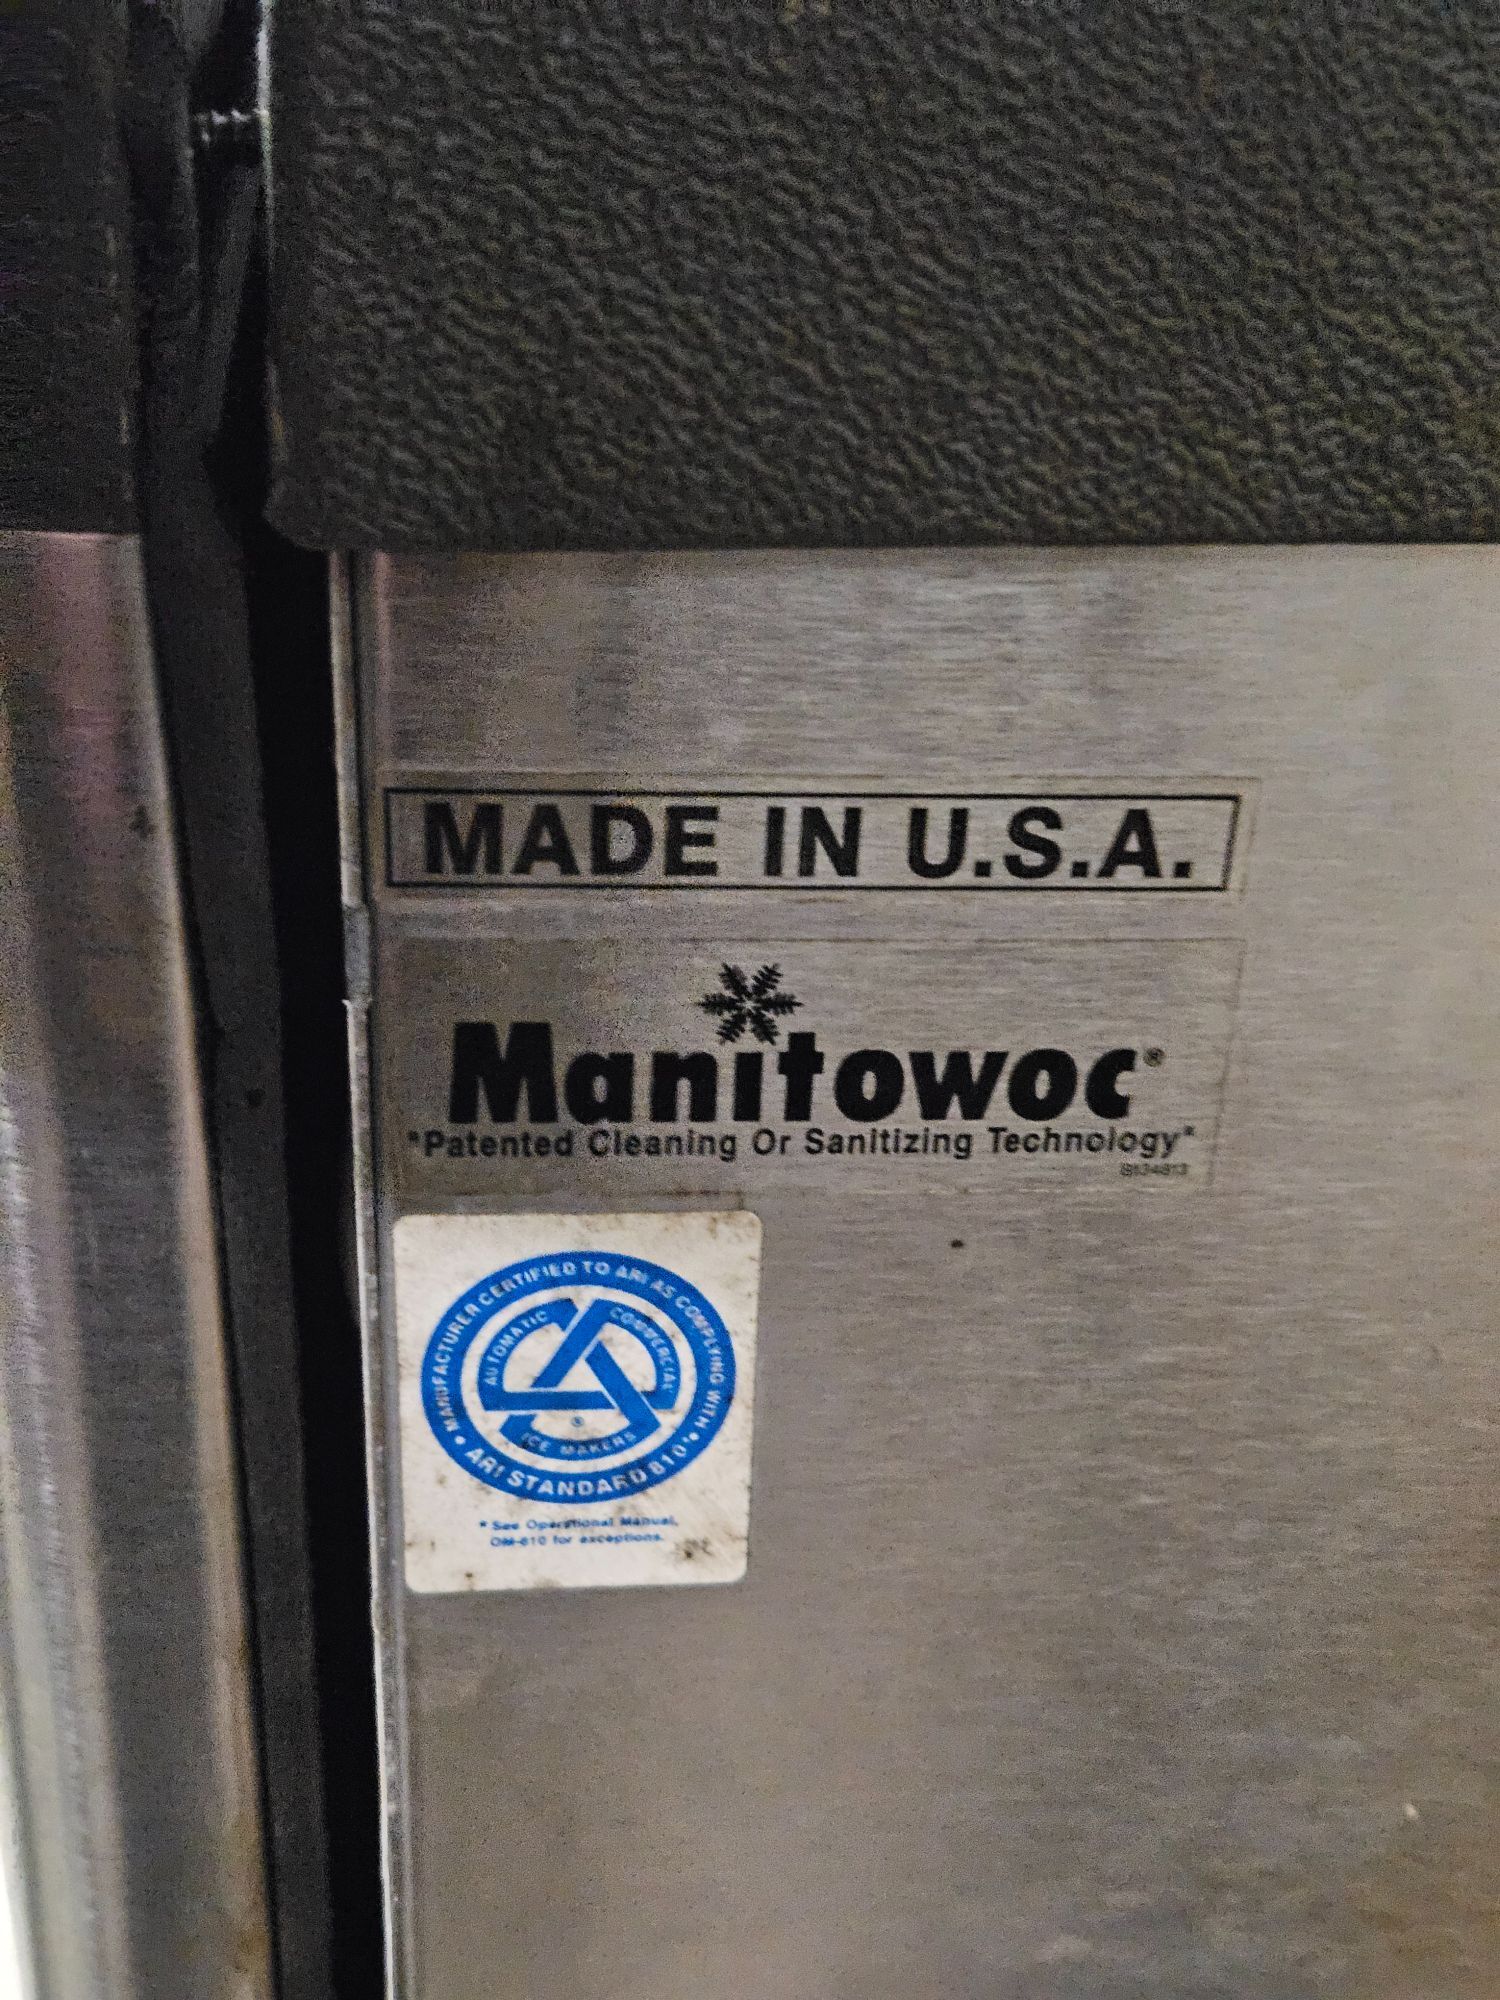 MADE IN U.S.A.
Manitowoc®
"Patented Cleaning Or Sanitizing Technology"
MANUFACTURER CERTIFIED TO ARI AS COMPLYING WITH
AUTOMATIC COMMERCIAL
®
ICE MAKERS
• ARI STANDARD 810* •
* See Operational Manual,
OM-810 for exceptions.